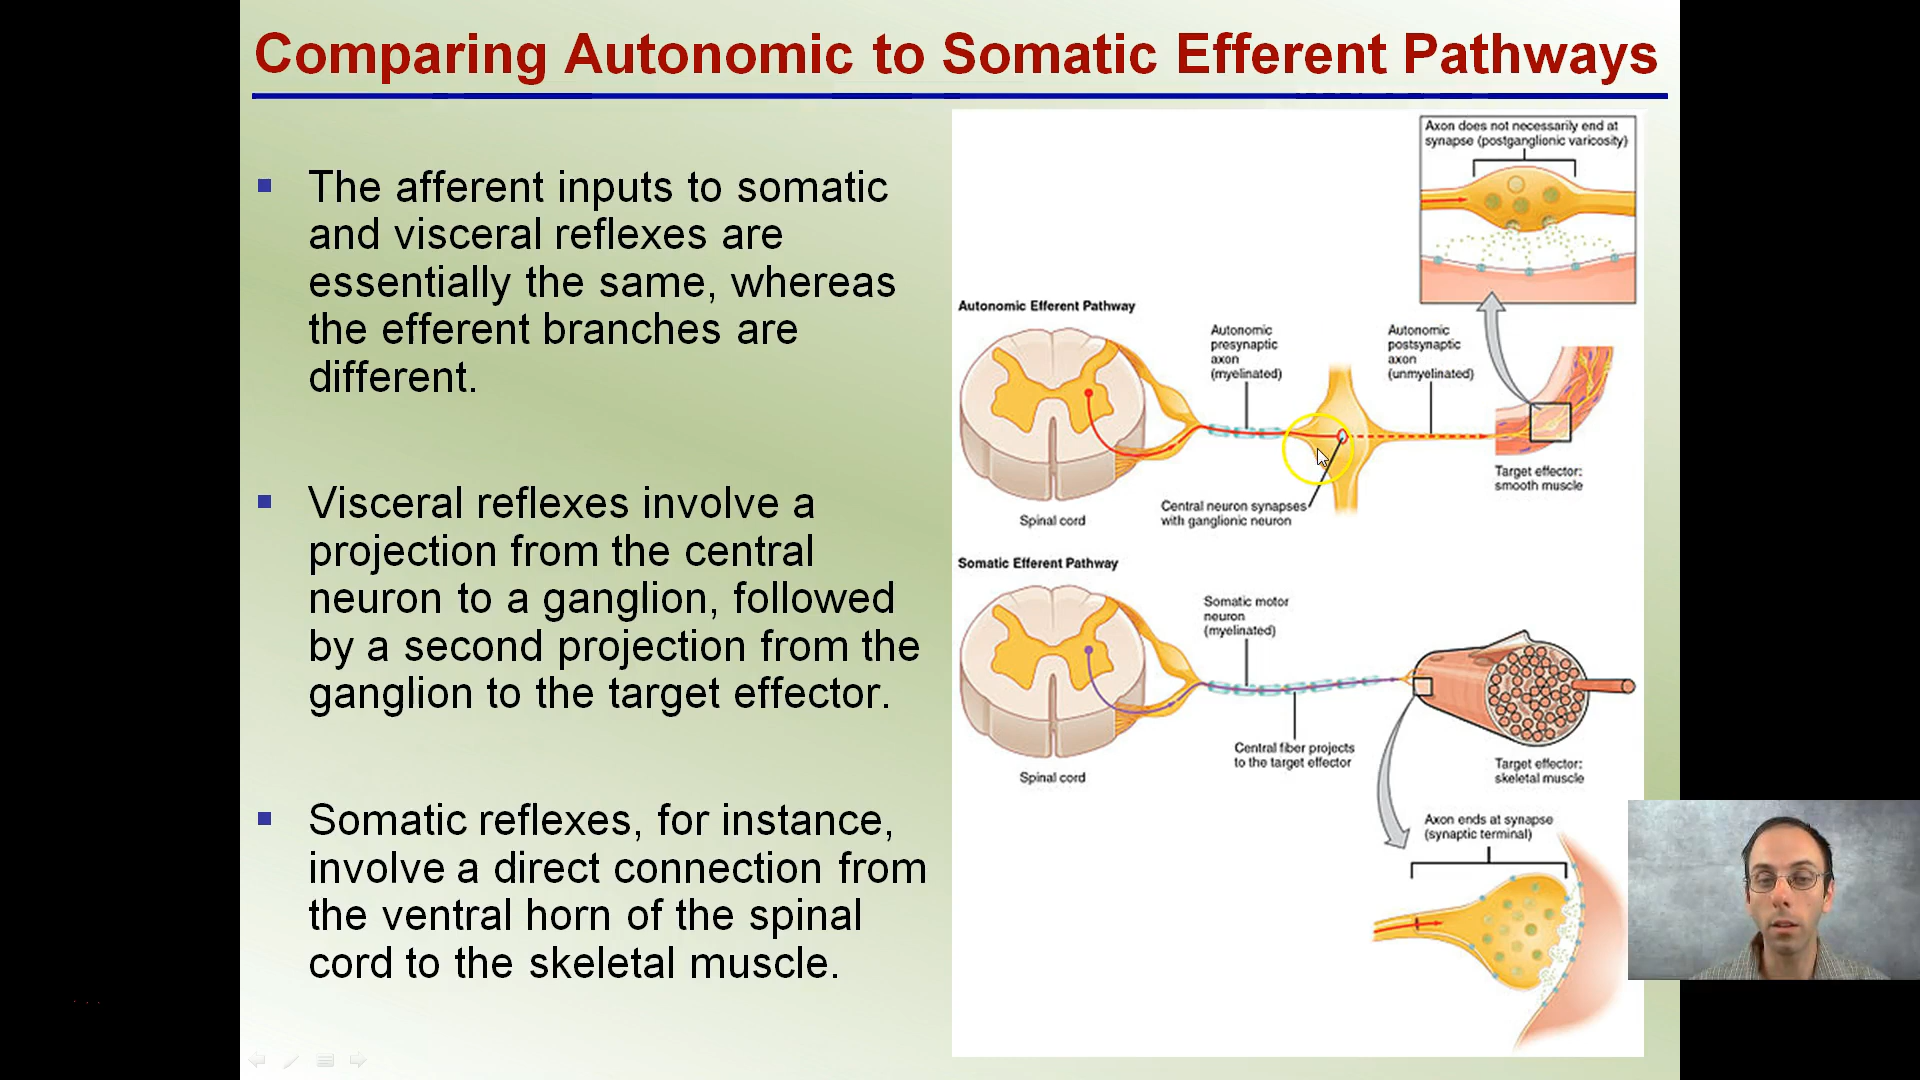 Comparing Autonomic to Somatic Efferent Pathways
The afferent inputs to somatic
and visceral reflexes are
essentially the same, whereas
the efferent branches are
different.
Visceral reflexes involve a
projection from the central
neuron to a ganglion, followed
by a second projection from the
ganglion to the target effector.
Somatic reflexes, for instance,
involve a direct connection from
the ventral horn of the spinal
cord to the skeletal muscle.
Axon does not necessarily end at
synapse (postganglionic varicosity)
Autonomic Efferent Pathway
Autonomic
presynaptic
axon
(myelinated)
Autonomic
postsynaptic
axon
(unmyelinated)
Target effector:
smooth muscle
Central neuron synapses
with ganglionic neuron
Spinal cord
Somatic Efferent Pathway
Somatic motor
neuron
(myelinated)
Central fiber projects
to the target effector
Target effector:
skeletal muscle
Spinal cord
Axon ends at synapse
(synaptic terminal)